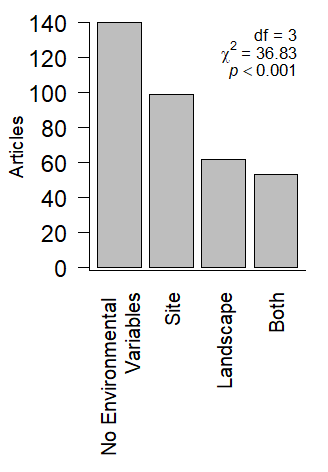 df = 3
χ² = 36.83
p < 0.001
Articles
140
120
100
80
60
40
20
0
No Environmental
Variables
Site
Landscape
Both